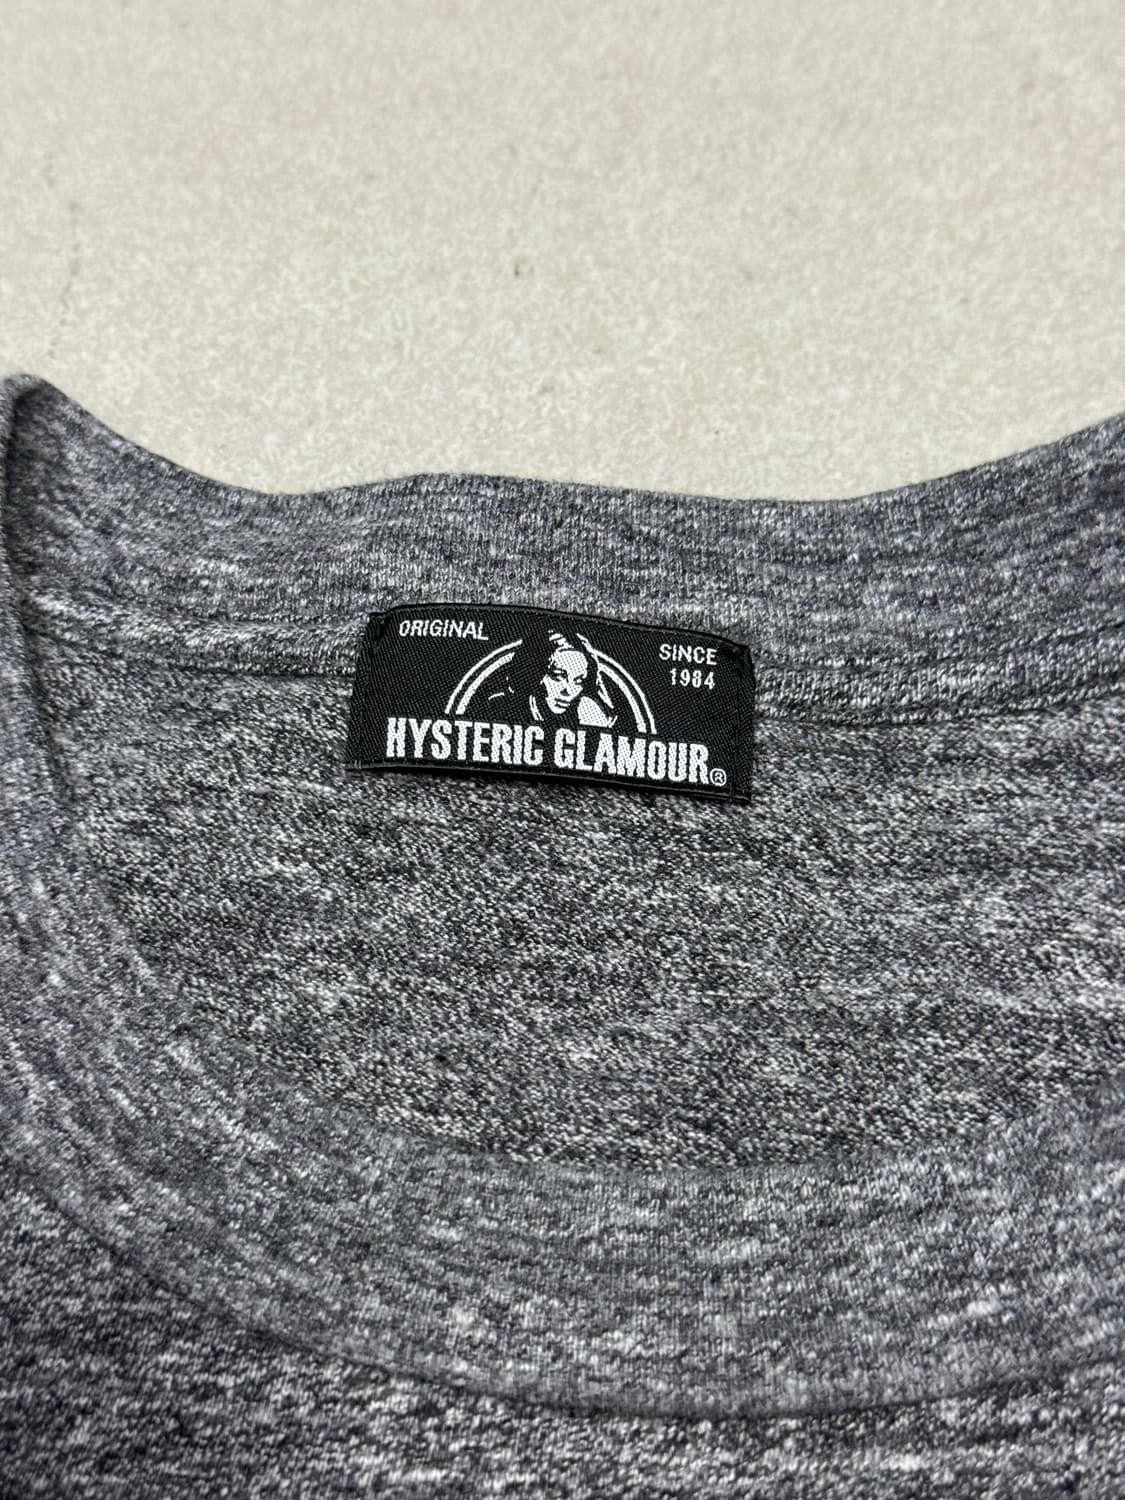 ORIGINAL
SINCE
1984
HYSTERIC GLAMOUR®